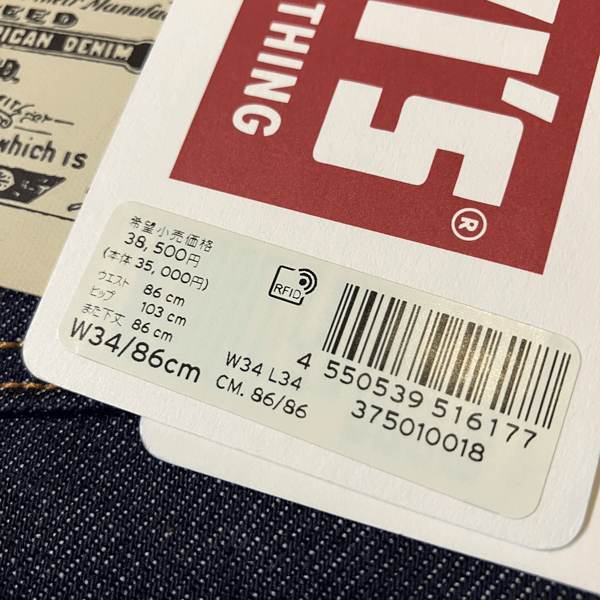 EED
RICAN DENIM
which is
I'S
®
THING
希望小売価格
38,500円
(本体 35,000円)
ウエスト 86 cm
ヒップ 103 cm
また下丈 86 cm
W34/86cm
RFID
W34 L34
CM. 86/86
4 550539 516177
375010018